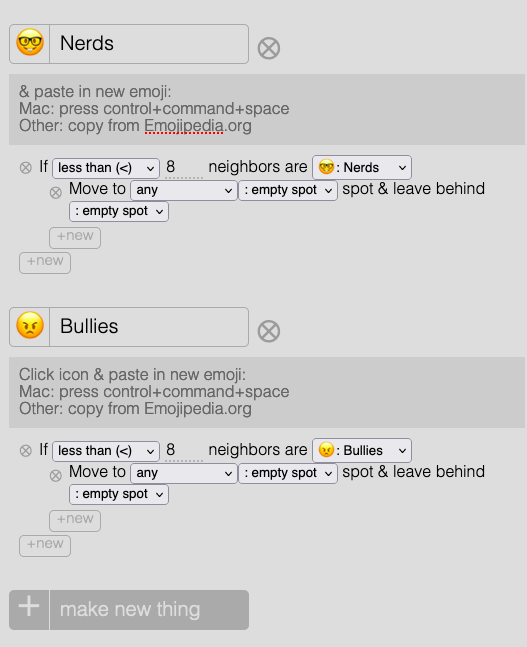 Nerds
& paste in new emoji:
Mac: press control+command+space
Other: copy from Emojipedia.org
If less than (<) 8 neighbors are 🤓: Nerds
Move to any : empty spot spot & leave behind
: empty spot
+new
+new
Bullies
Click icon & paste in new emoji:
Mac: press control+command+space
Other: copy from Emojipedia.org
If less than (<) 8 neighbors are 😠: Bullies
Move to any : empty spot spot & leave behind
: empty spot
+new
+new
+ make new thing